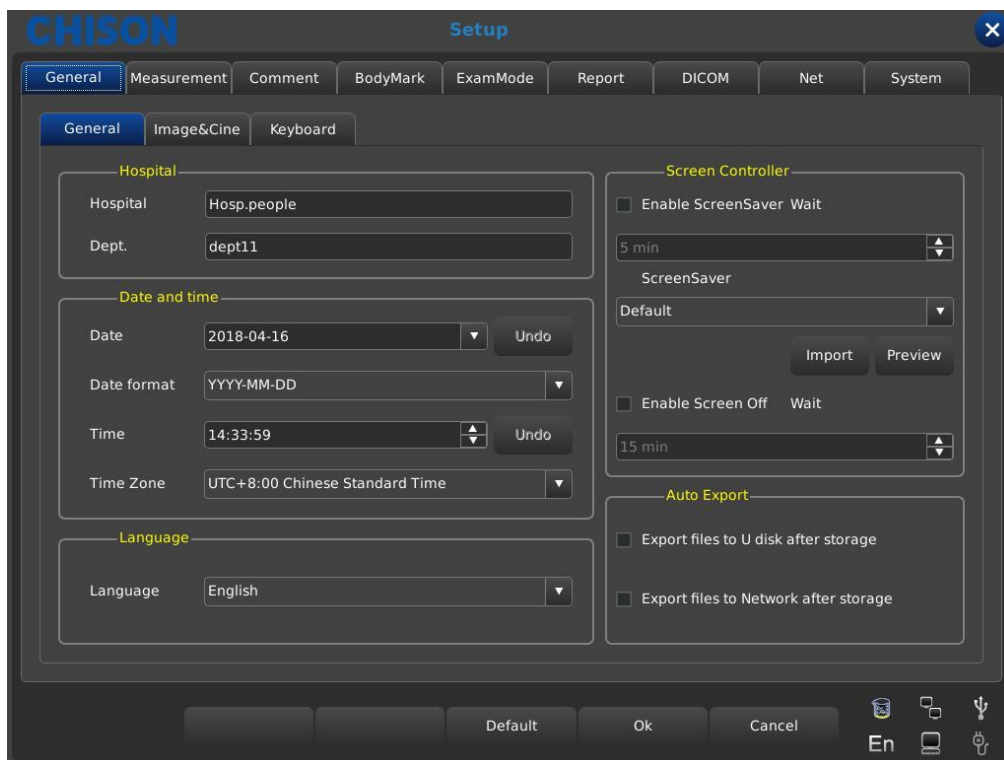 CHISON
Setup
General Measurement Comment BodyMark ExamMode Report DICOM Net System
General Image&Cine Keyboard
Hospital
Hospital Hosp.people
Dept. dept11
Date and time
Date 2018-04-16 Undo
Date format YYYY-MM-DD
Time 14:33:59 Undo
Time Zone UTC+8:00 Chinese Standard Time
Language
Language English
Screen Controller
Enable ScreenSaver Wait
5 min
ScreenSaver
Default
Import Preview
Enable Screen Off Wait
15 min
Auto Export
Export files to U disk after storage
Export files to Network after storage
Default Ok Cancel
En